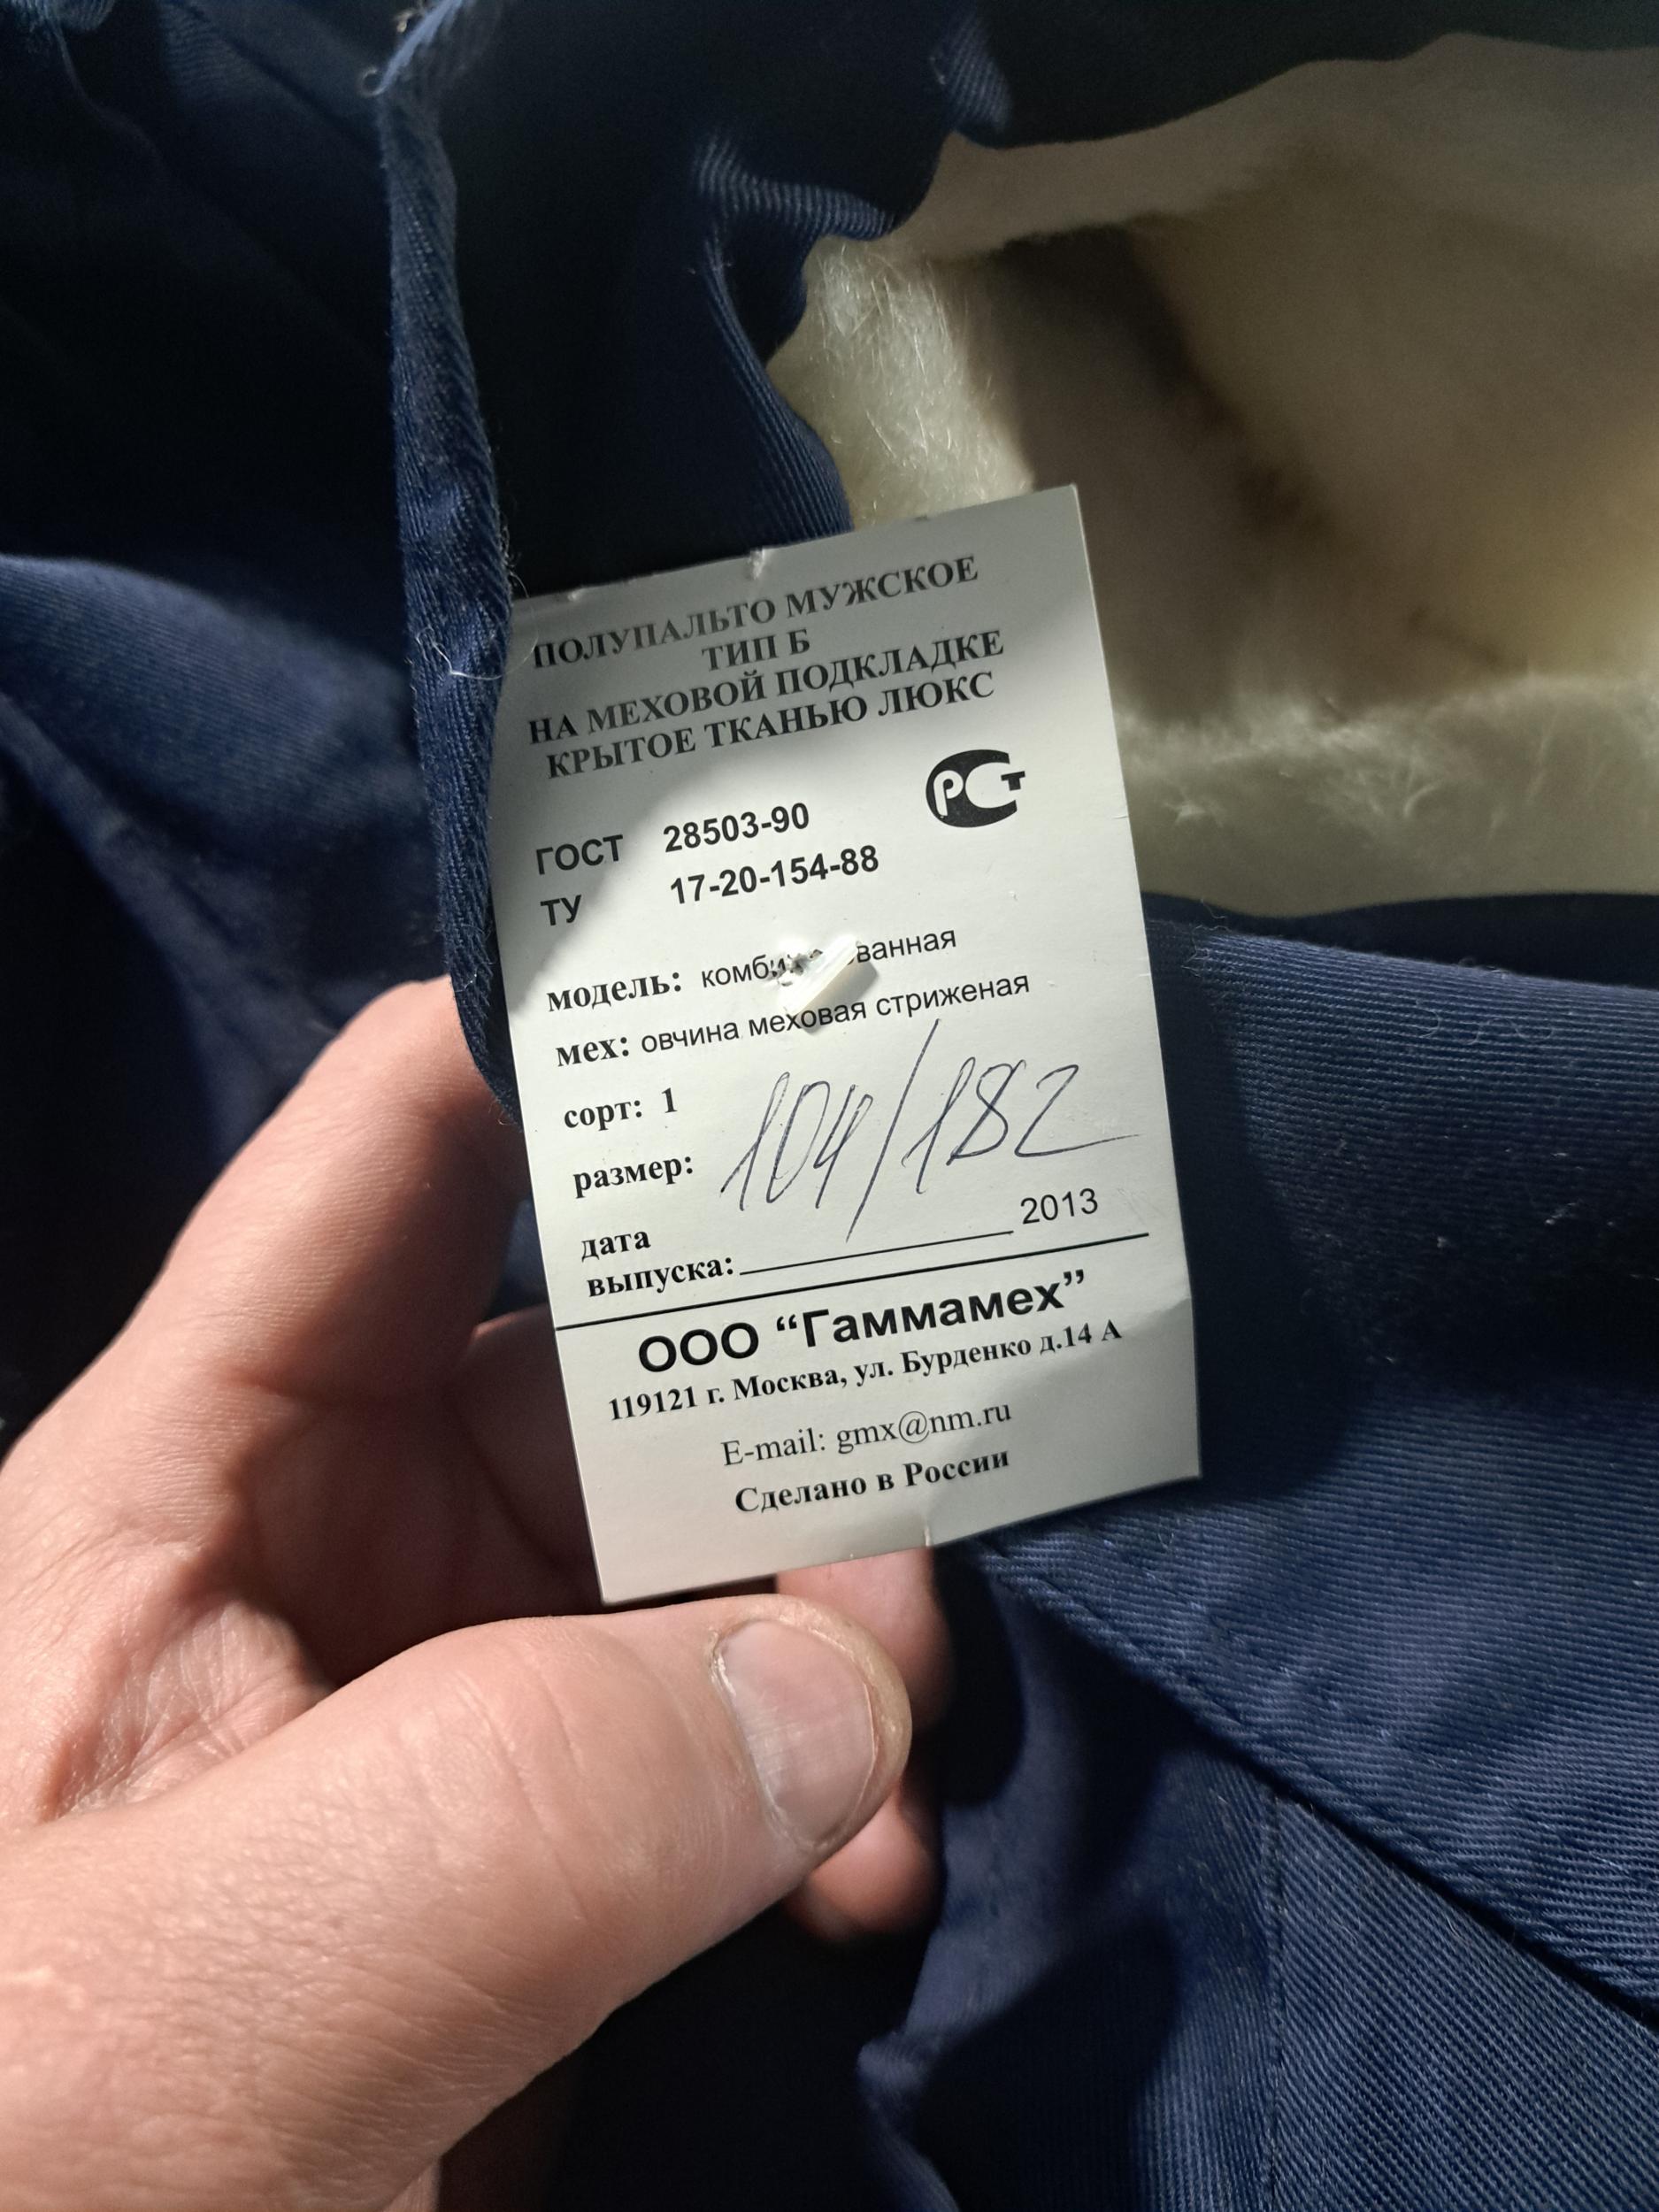 ПОЛУПАЛЬТО МУЖСКОЕ
ТИП Б
НА МЕХОВОЙ ПОДКЛАДКЕ
КРЫТОЕ ТКАНЬЮ ЛЮКС
РСТ
ГОСТ 28503-90
ТУ 17-20-154-88
модель:
мех: овчина меховая стриженая
сорт: 1
размер: 104/182
дата
выпуска: 2013
ООО “Гаммамех”
119121 г. Москва, ул. Бурденко д.14 А
E-mail: gmx@nm.ru
Сделано в России